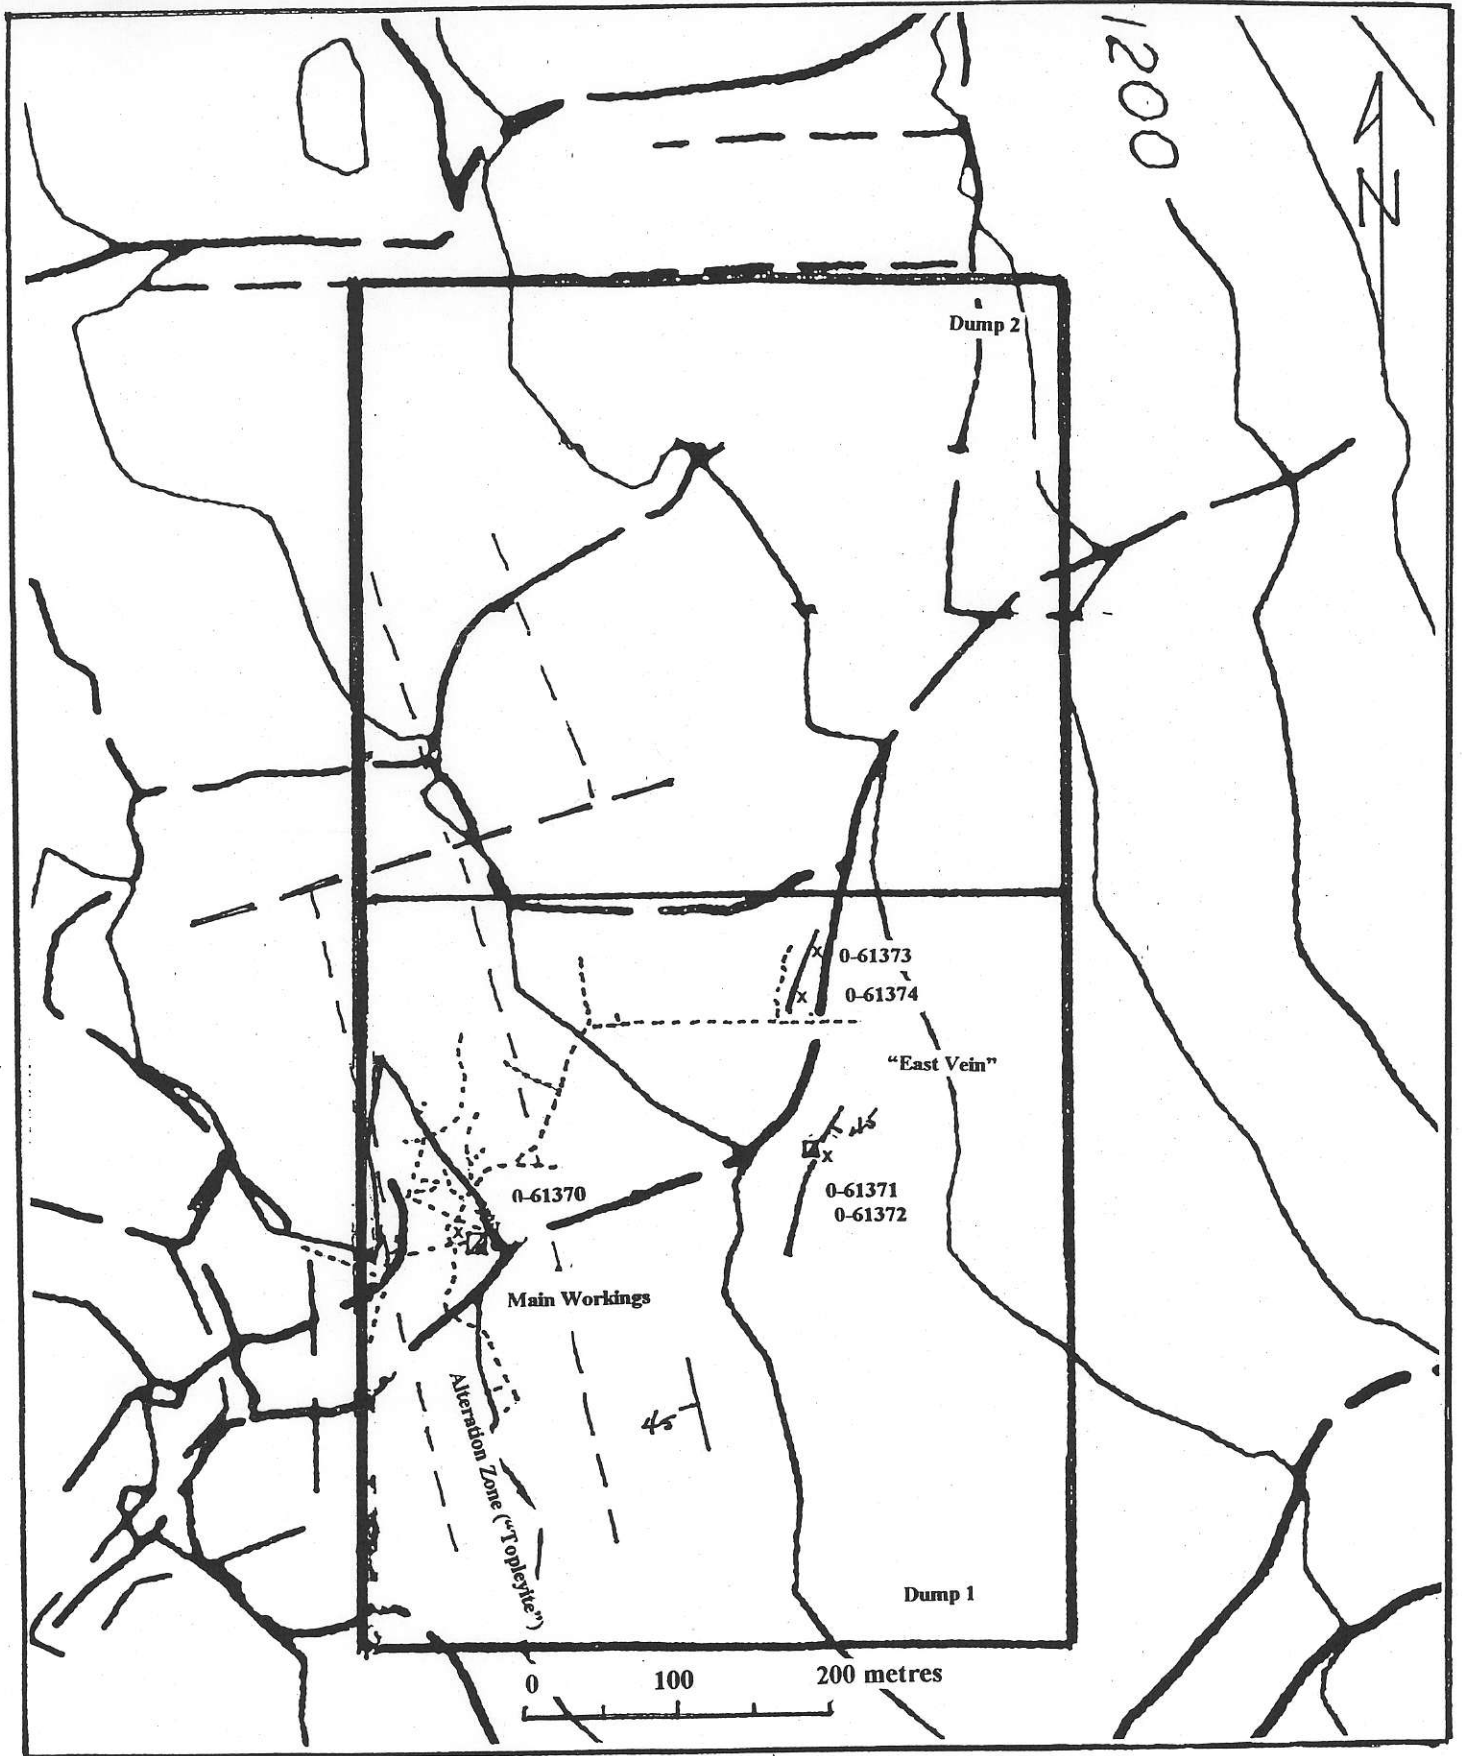 1200
N
Dump 2
0-61373
0-61374
"East Vein"
45
0-61370
0-61371
0-61372
Main Workings
45
Alteration Zone ("Topleyite")
Dump 1
0 100 200 metres